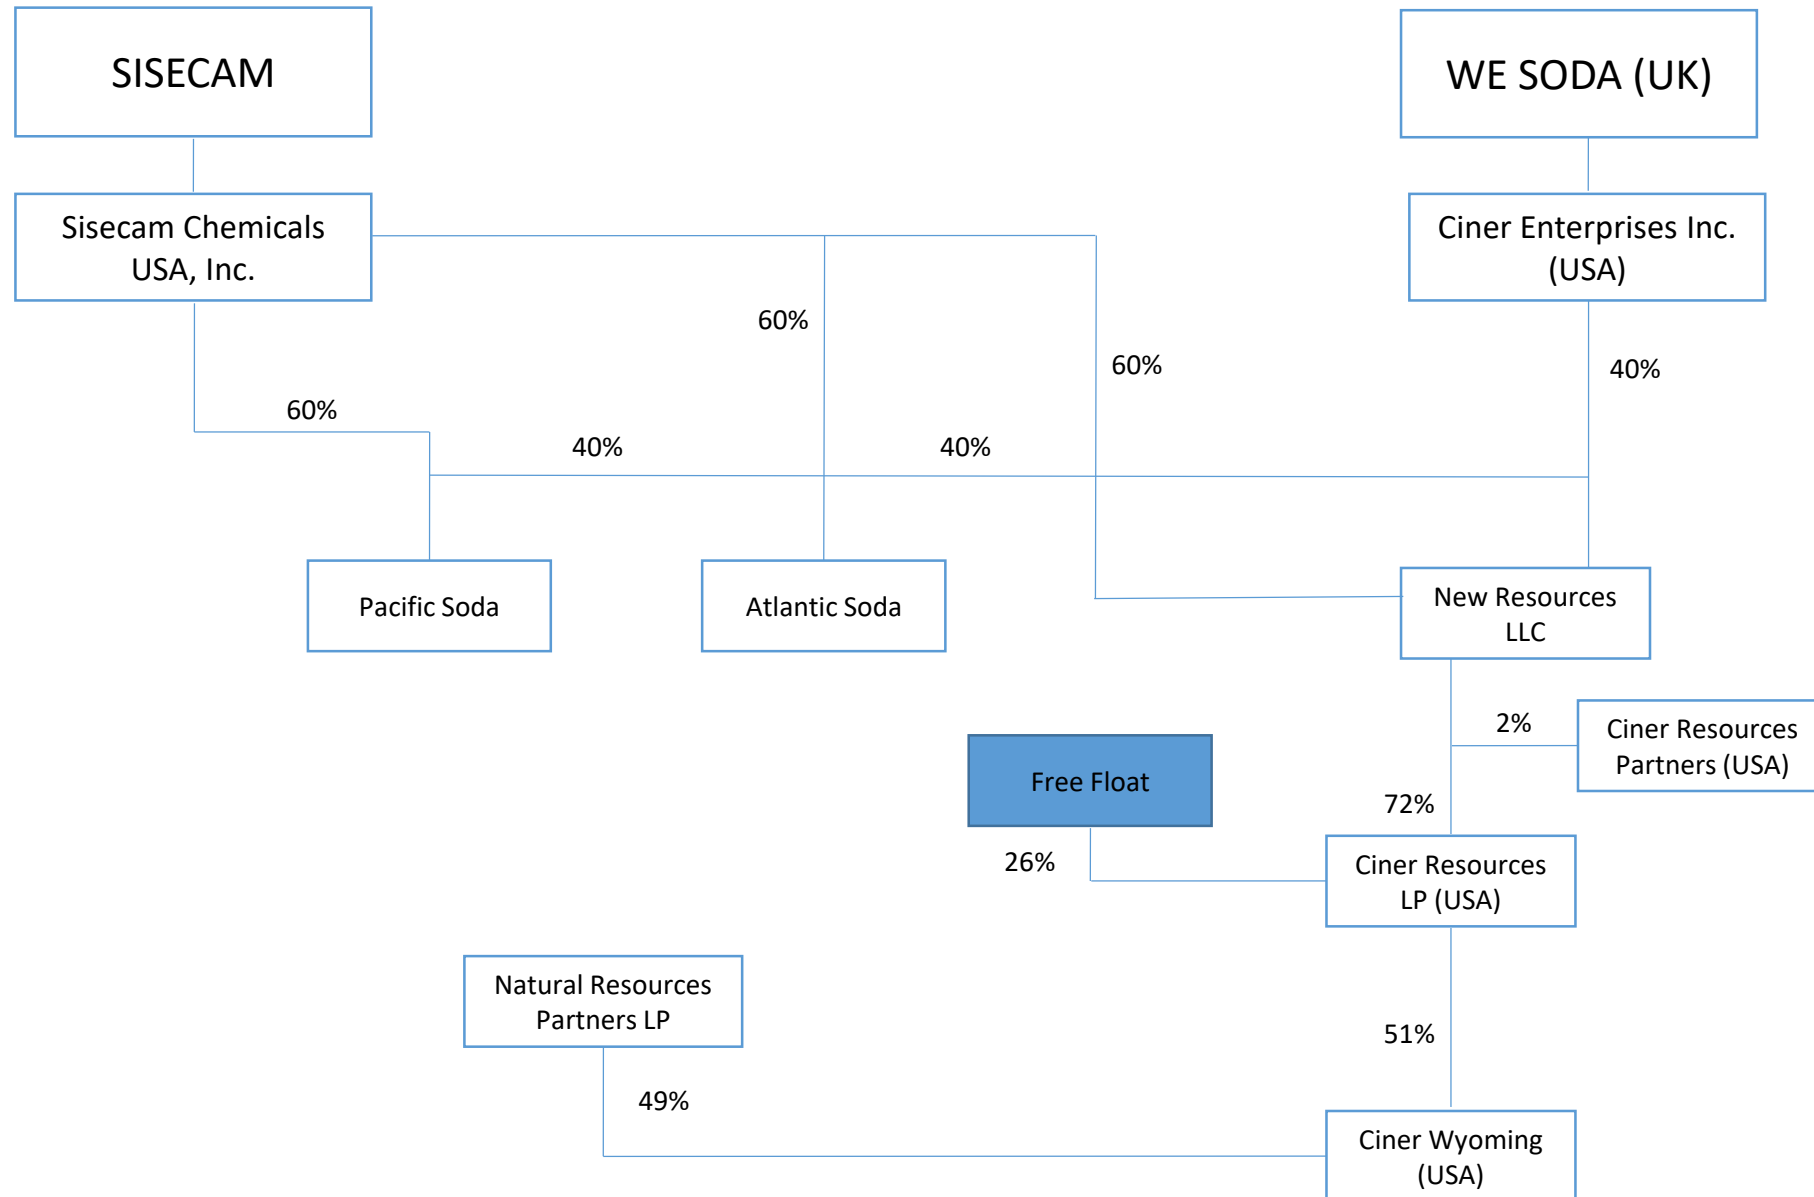 SISECAM
WE SODA (UK)
Sisecam Chemicals
USA, Inc.
Ciner Enterprises Inc.
(USA)
60%
60%
40%
60%
40%
40%
Pacific Soda
Atlantic Soda
New Resources
LLC
2%
Ciner Resources
Partners (USA)
Free Float
72%
26%
Ciner Resources
LP (USA)
Natural Resources
Partners LP
51%
49%
Ciner Wyoming
(USA)